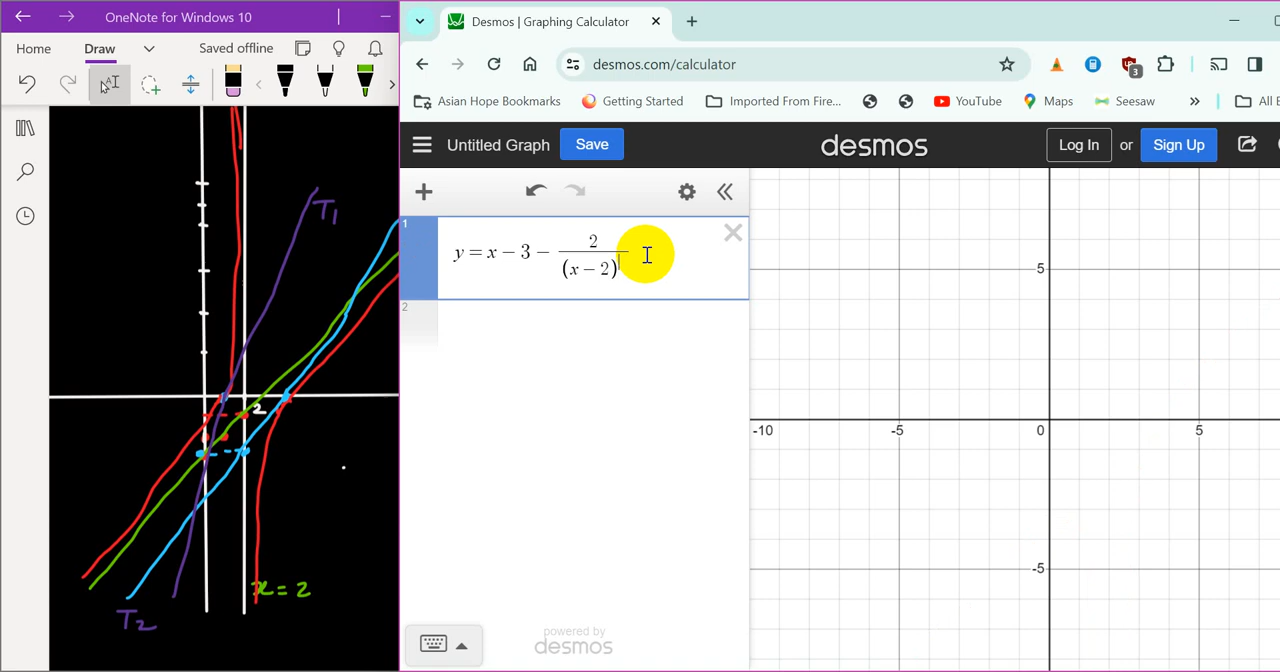 OneNote for Windows 10
Home Draw Saved offline
T1
2
x = 2
T2
Desmos | Graphing Calculator
desmos.com/calculator
3
Asian Hope Bookmarks Getting Started Imported From Fire... YouTube Maps Seesaw » All E
Untitled Graph Save desmos Log In or Sign Up
1
y = x − 3 − 2/(x − 2)
2
powered by
desmos
5
-10 -5 0 5
-5